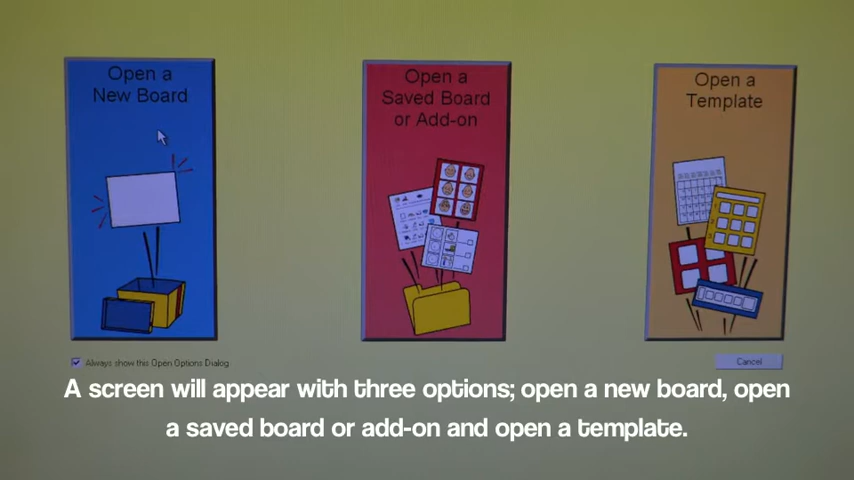 Open a
New Board
Open a
Saved Board
or Add-on
Open a
Template
Always show this Open Options Dialog
Cancel
A screen will appear with three options; open a new board, open
a saved board or add-on and open a template.